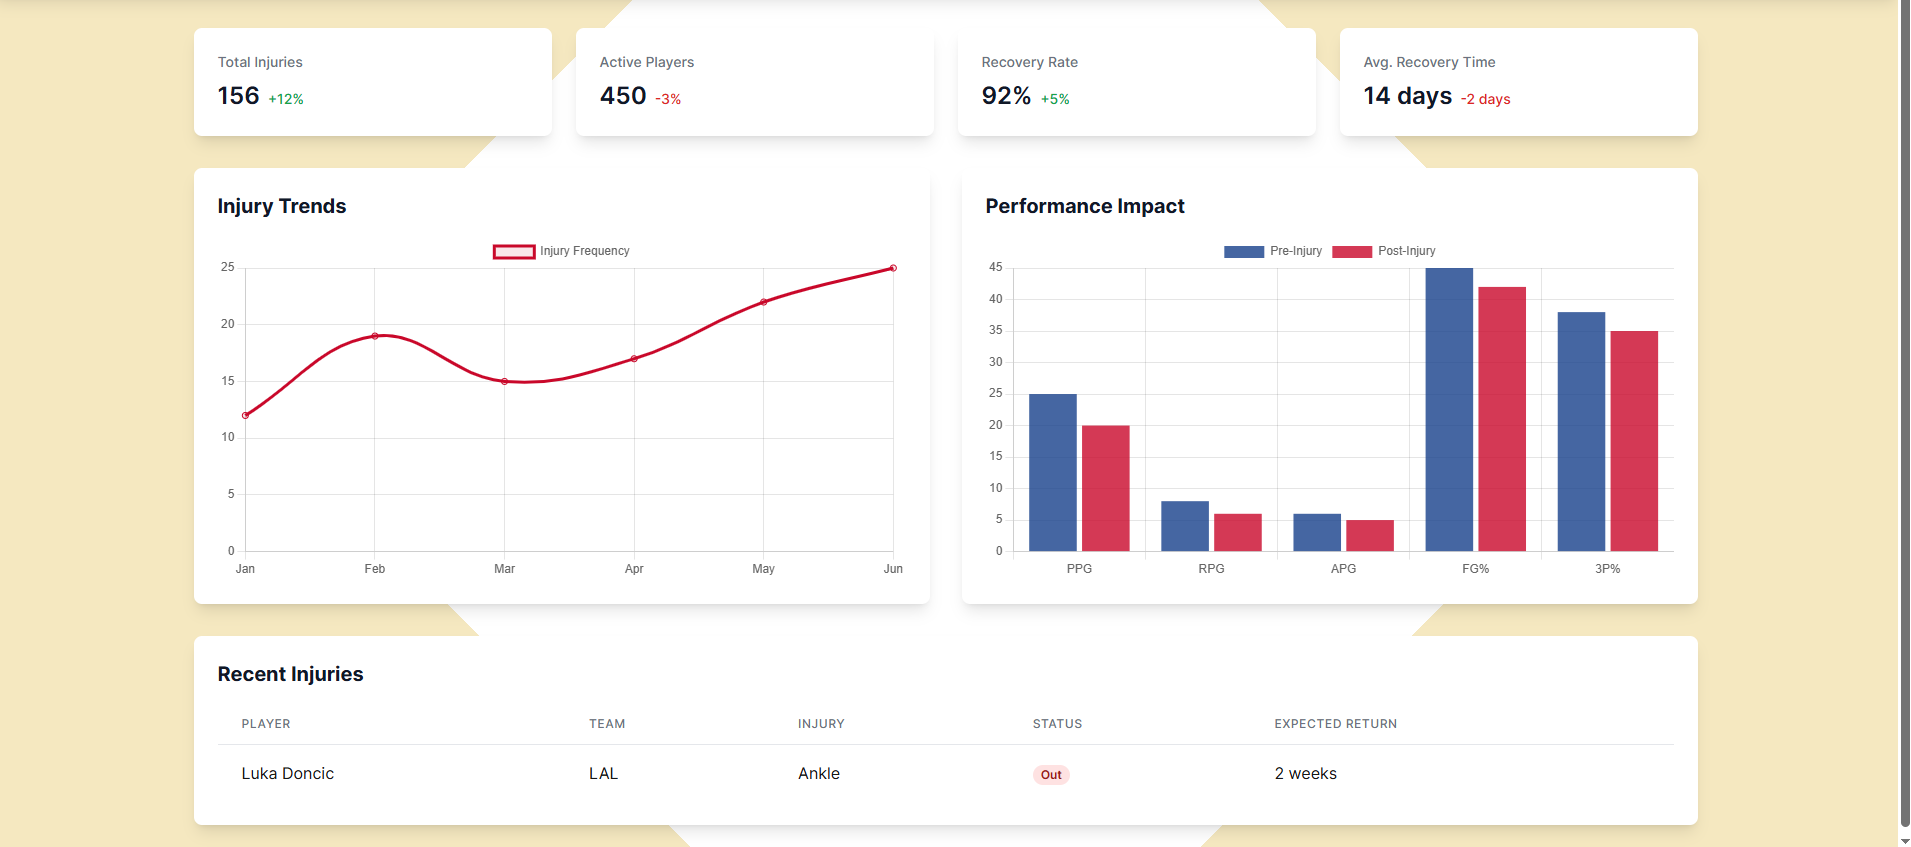 Total Injuries
156 +12%
Active Players
450 -3%
Recovery Rate
92% +5%
Avg. Recovery Time
14 days -2 days
Injury Trends
Injury Frequency
25
20
15
10
5
0
Jan Feb Mar Apr May Jun
Performance Impact
Pre-Injury Post-Injury
45
40
35
30
25
20
15
10
5
0
PPG RPG APG FG% 3P%
Recent Injuries
PLAYER TEAM INJURY STATUS EXPECTED RETURN
Luka Doncic LAL Ankle Out 2 weeks